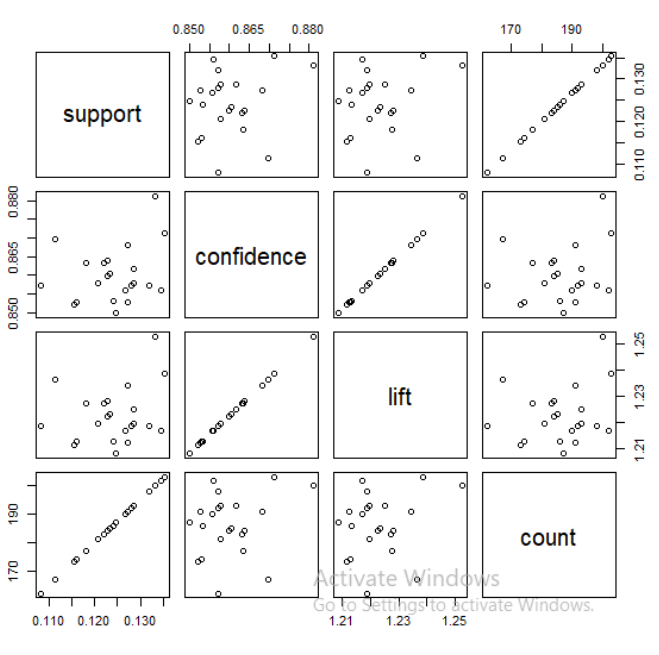 0.850 0.865 0.880 170 190
support
0.110 0.120 0.130
0.850 0.865 0.880
confidence
lift
1.21 1.23 1.25
170 190
count
Activate Windows
Go to Settings to activate Windows.
0.110 0.120 0.130 1.21 1.23 1.25